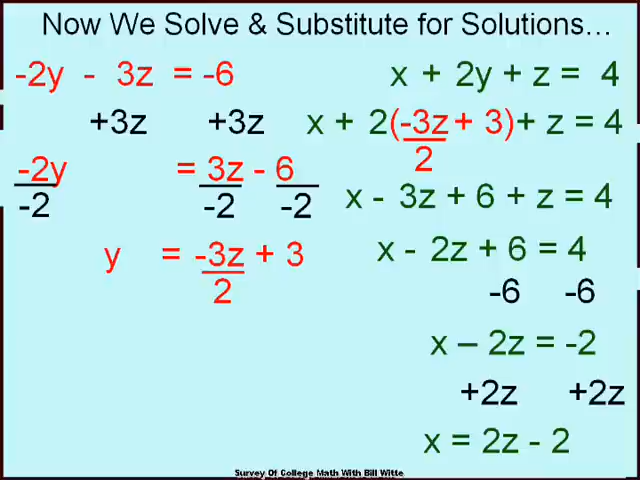 Now We Solve & Substitute for Solutions...
-2y - 3z = -6
+3z +3z
-2y = 3z - 6
-2 -2 -2
y = -3z + 3
2
x + 2y + z = 4
x + 2(-3z + 3)+ z = 4
2
x - 3z + 6 + z = 4
x - 2z + 6 = 4
-6 -6
x – 2z = -2
+2z +2z
x = 2z - 2
Survey Of College Math With Bill Witte